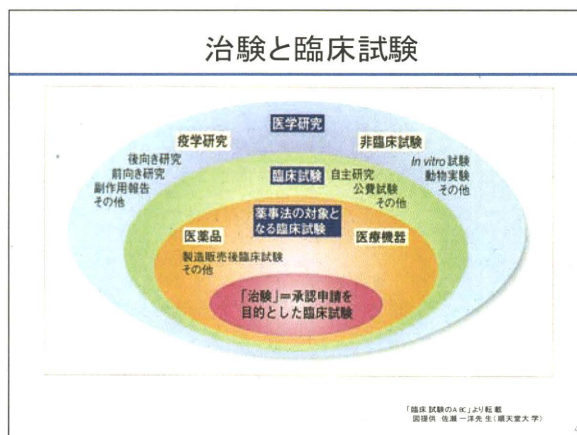 治験と臨床試験
医学研究
疫学研究
非臨床試験
後向き研究
前向き研究
副作用報告
その他
In vitro 試験
動物実験
その他
臨床試験
自主研究
公費試験
その他
薬事法の対象と
なる臨床試験
医薬品
医療機器
製造販売後臨床試験
その他
「治験」=承認申請を
目的とした臨床試験
「臨床試験のABC」より転載
図提供 佐瀬一洋先生(順天堂大学)